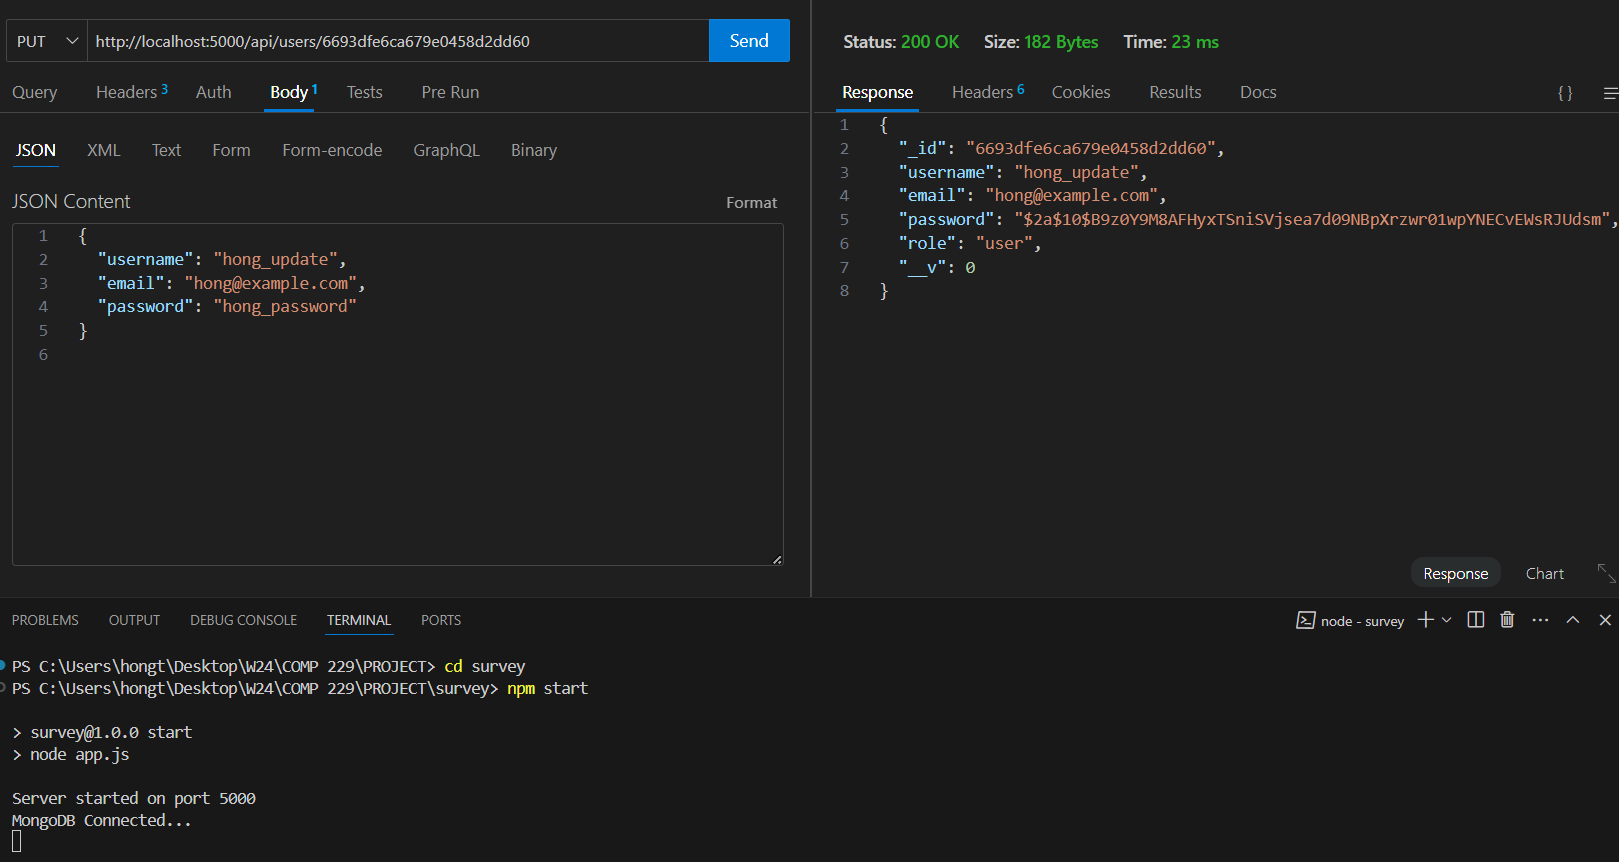 PUT http://localhost:5000/api/users/6693dfe6ca679e0458d2dd60 Send
Query Headers 3 Auth Body 1 Tests Pre Run
JSON XML Text Form Form-encode GraphQL Binary
JSON Content Format
1 {
2 "username": "hong_update",
3 "email": "hong@example.com",
4 "password": "hong_password"
5 }
6
Status: 200 OK Size: 182 Bytes Time: 23 ms
Response Headers 6 Cookies Results Docs { }
1 {
2 "_id": "6693dfe6ca679e0458d2dd60",
3 "username": "hong_update",
4 "email": "hong@example.com",
5 "password": "$2a$10$B9z0Y9M8AFHyxTSniSVjsea7d09NBpXrzwr01wpYNECvEWsRJUdsm",
6 "role": "user",
7 "__v": 0
8 }
Response Chart
PROBLEMS OUTPUT DEBUG CONSOLE TERMINAL PORTS node - survey
PS C:\Users\hongt\Desktop\W24\COMP 229\PROJECT> cd survey
PS C:\Users\hongt\Desktop\W24\COMP 229\PROJECT\survey> npm start
> survey@1.0.0 start
> node app.js
Server started on port 5000
MongoDB Connected...